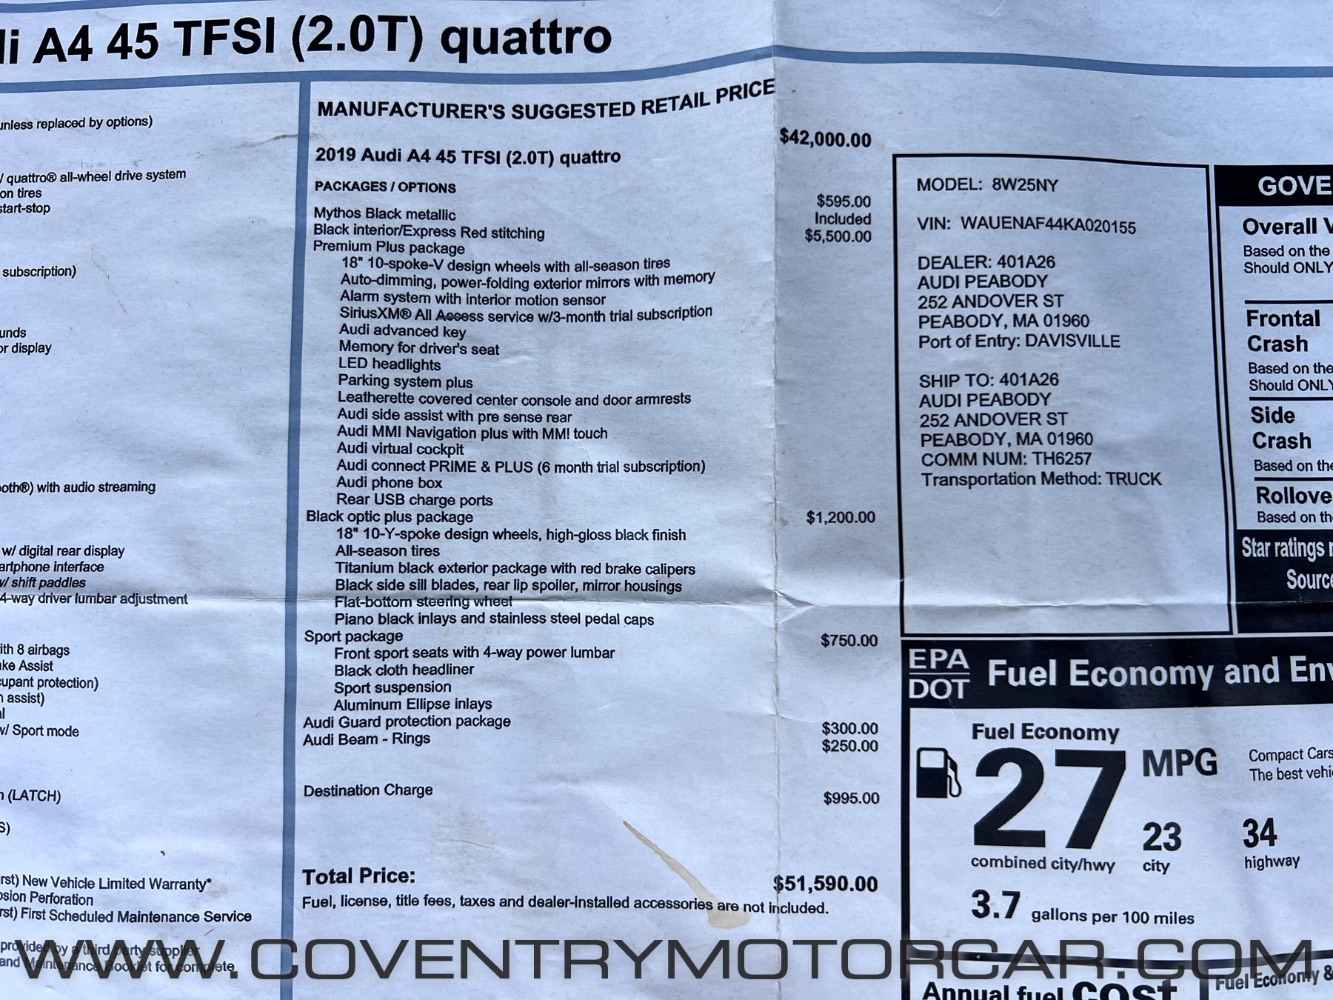 A4 45 TFSI (2.0T) quattro
unless replaced by options)
/ quattro® all-wheel drive system
on tires
start-stop
subscription)
unds
or display
ooth®) with audio streaming
w/ digital rear display
artphone interface
w/ shift paddles
4-way driver lumbar adjustment
ith 8 airbags
ake Assist
cupant protection)
n assist)
w/ Sport mode
n (LATCH)
S)
rst) New Vehicle Limited Warranty*
osion Perforation
rst) First Scheduled Maintenance Service
provided by a third party supplier
and Maintenance Booklet for complete
MANUFACTURER'S SUGGESTED RETAIL PRICE
2019 Audi A4 45 TFSI (2.0T) quattro $42,000.00
PACKAGES / OPTIONS
Mythos Black metallic $595.00
Black interior/Express Red stitching Included
Premium Plus package $5,500.00
18" 10-spoke-V design wheels with all-season tires
Auto-dimming, power-folding exterior mirrors with memory
Alarm system with interior motion sensor
SiriusXM® All Access service w/3-month trial subscription
Audi advanced key
Memory for driver's seat
LED headlights
Parking system plus
Leatherette covered center console and door armrests
Audi side assist with pre sense rear
Audi MMI Navigation plus with MMI touch
Audi virtual cockpit
Audi connect PRIME & PLUS (6 month trial subscription)
Audi phone box
Rear USB charge ports
Black optic plus package $1,200.00
18" 10-Y-spoke design wheels, high-gloss black finish
All-season tires
Titanium black exterior package with red brake calipers
Black side sill blades, rear lip spoiler, mirror housings
Flat-bottom steering wheel
Piano black inlays and stainless steel pedal caps
Sport package $750.00
Front sport seats with 4-way power lumbar
Black cloth headliner
Sport suspension
Aluminum Ellipse inlays
Audi Guard protection package $300.00
Audi Beam - Rings $250.00
Destination Charge $995.00
Total Price: $51,590.00
Fuel, license, title fees, taxes and dealer-installed accessories are not included.
MODEL: 8W25NY
VIN: WAUENAF44KA020155
DEALER: 401A26
AUDI PEABODY
252 ANDOVER ST
PEABODY, MA 01960
Port of Entry: DAVISVILLE
SHIP TO: 401A26
AUDI PEABODY
252 ANDOVER ST
PEABODY, MA 01960
COMM NUM: TH6257
Transportation Method: TRUCK
GOVE
Overall V
Based on the
Should ONLY
Frontal
Crash
Based on the
Should ONLY
Side
Crash
Based on the
Rollove
Based on th
Star ratings r
Source
EPA
DOT
Fuel Economy and Env
Fuel Economy
27 MPG
combined city/hwy
23
city
34
highway
Compact Cars
The best vehi
3.7 gallons per 100 miles
Annual fuel cost
Fuel Economy &
WWW.COVENTRYMOTORCAR.COM